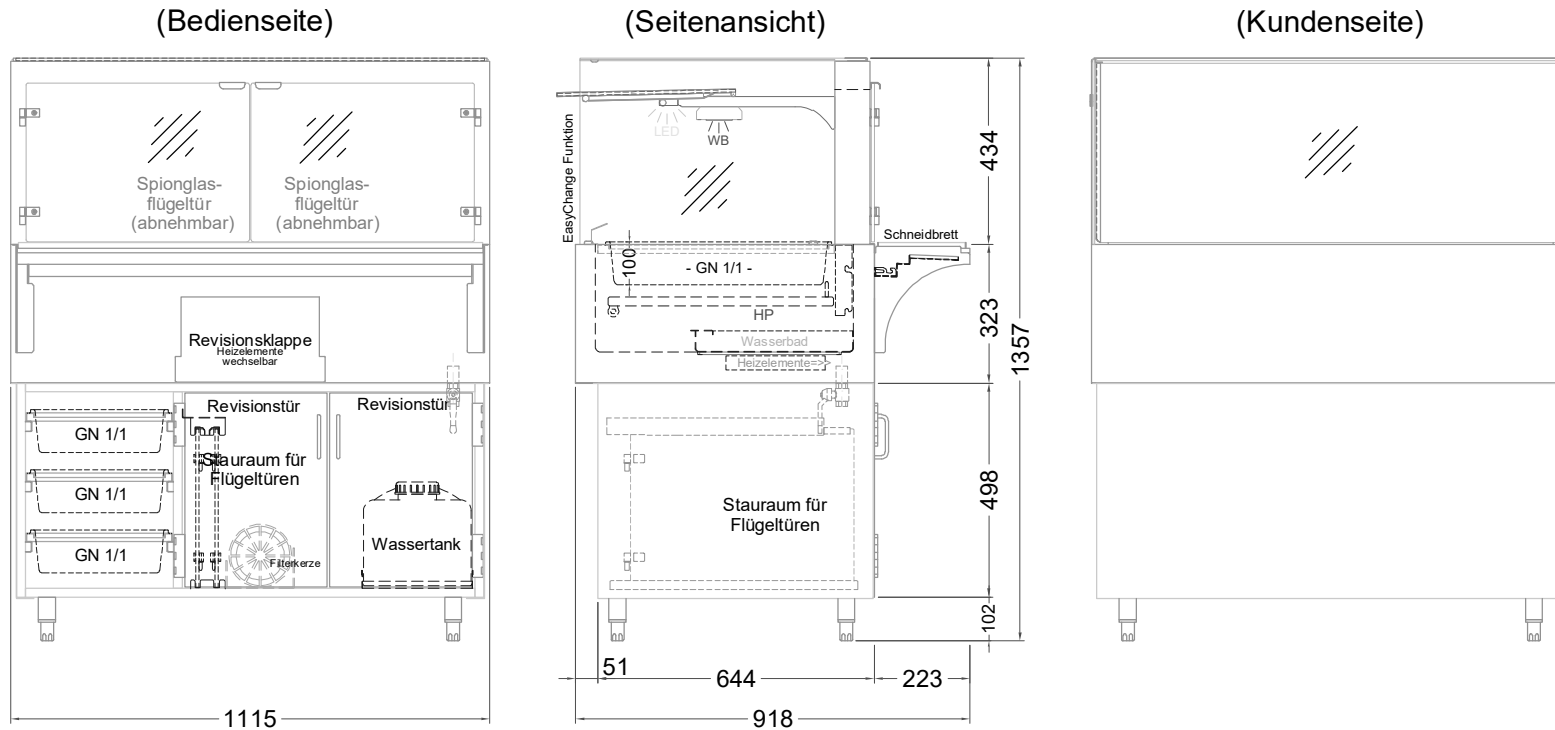 (Bedienseite)
(Seitenansicht)
(Kundenseite)
Spionglas-
flügeltür
(abnehmbar)
Spionglas-
flügeltür
(abnehmbar)
Revisionsklappe
Heizelemente
wechselbar
Revisionstür
Revisionstür
GN 1/1
GN 1/1
GN 1/1
Stauraum für
Flügeltüren
Filterkerze
Wassertank
1115
EasyChange Funktion
LED
WB
Schneidbrett
100
- GN 1/1 -
HP
Wasserbad
Heizelemente=>>
Stauraum für
Flügeltüren
434
323
1357
498
102
51
644
223
918